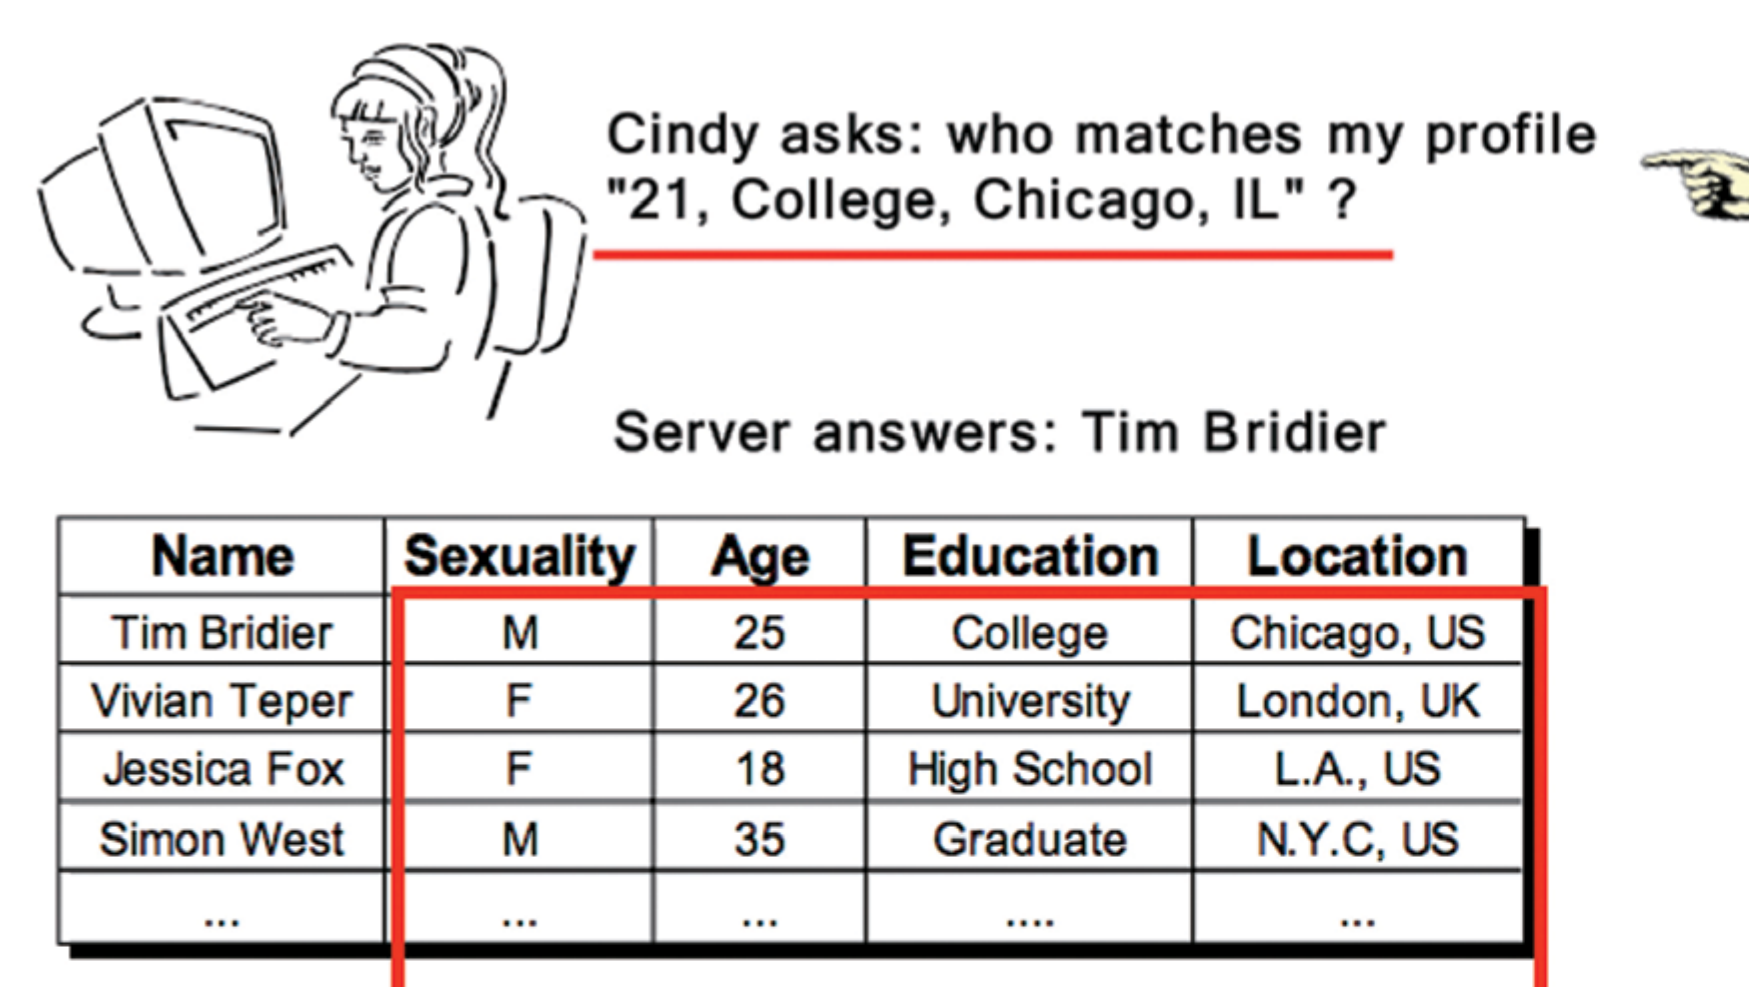 Cindy asks: who matches my profile
"21, College, Chicago, IL" ?
Server answers: Tim Bridier
Name Sexuality Age Education Location
Tim Bridier M 25 College Chicago, US
Vivian Teper F 26 University London, UK
Jessica Fox F 18 High School L.A., US
Simon West M 35 Graduate N.Y.C, US
... ... ... .... ...